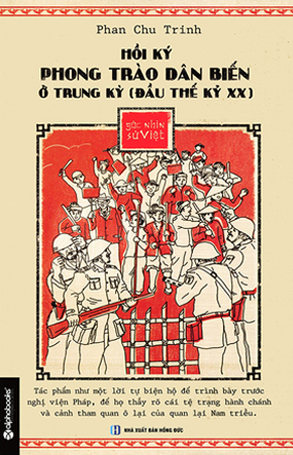 Phan Chu Trinh
HỒI KÝ
PHONG TRÀO DÂN BIẾN
Ở TRUNG KỲ (ĐẦU THẾ KỶ XX)
GÓC NHÌN
SỬ VIỆT
Tác phẩm như một lời tự biện hộ để trình bày trước
nghị viện Pháp, để họ thấy rõ cái tệ trạng hành chánh
và cảnh tham quan ô lại của quan lại Nam triều.
alphabooks
NHÀ XUẤT BẢN HỒNG ĐỨC